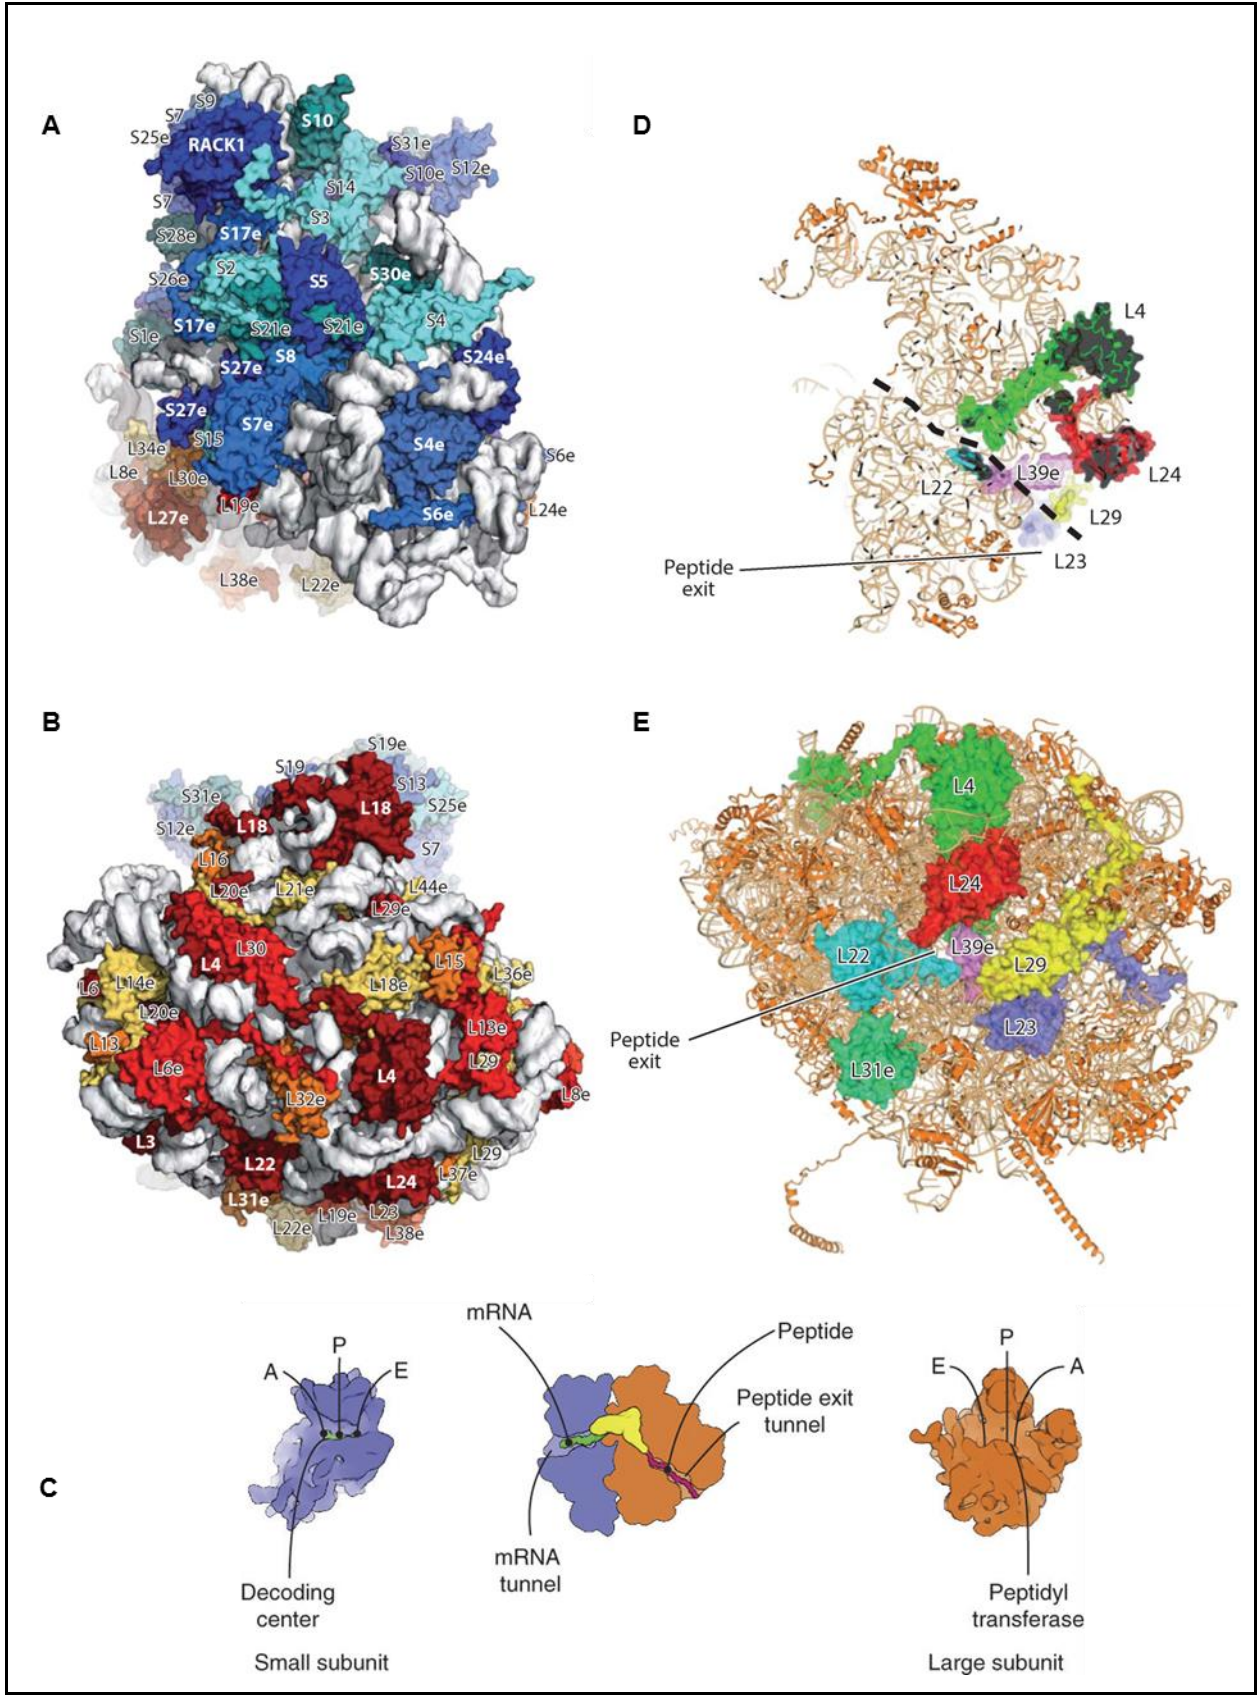 A
S9
S7
S25e
RACK1
S10
S31e
S12e
S10e
S14
S7
S3
S28e
S17e
S2
S5
S30e
S26e
S17e
S21e
S21e
S4
S1e
S8
S24e
S27e
S27e
S7e
S4e
S15
L34e
L8e
L30e
S6e
L19e
L27e
S6e
L24e
L38e
L22e
D
L4
L22
L39e
L24
L29
L23
Peptide
exit
B
S19e
S19
S13
S31e
L18
S25e
S12e
L18
S7
L16
L20e
L21e
L44e
L29e
L30
L4
L15
L18e
L36e
L6
L14e
L20e
L13e
L13
L6e
L29
L4
L32e
L8e
L3
L22
L29
L24
L37e
L31e
L19e
L23
L22e
L38e
E
L4
L24
L22
L39e
L29
L23
Peptide
exit
L31e
C
A
P
E
Decoding
center
Small subunit
mRNA
Peptide
Peptide exit
tunnel
mRNA
tunnel
E
P
A
Peptidyl
transferase
Large subunit